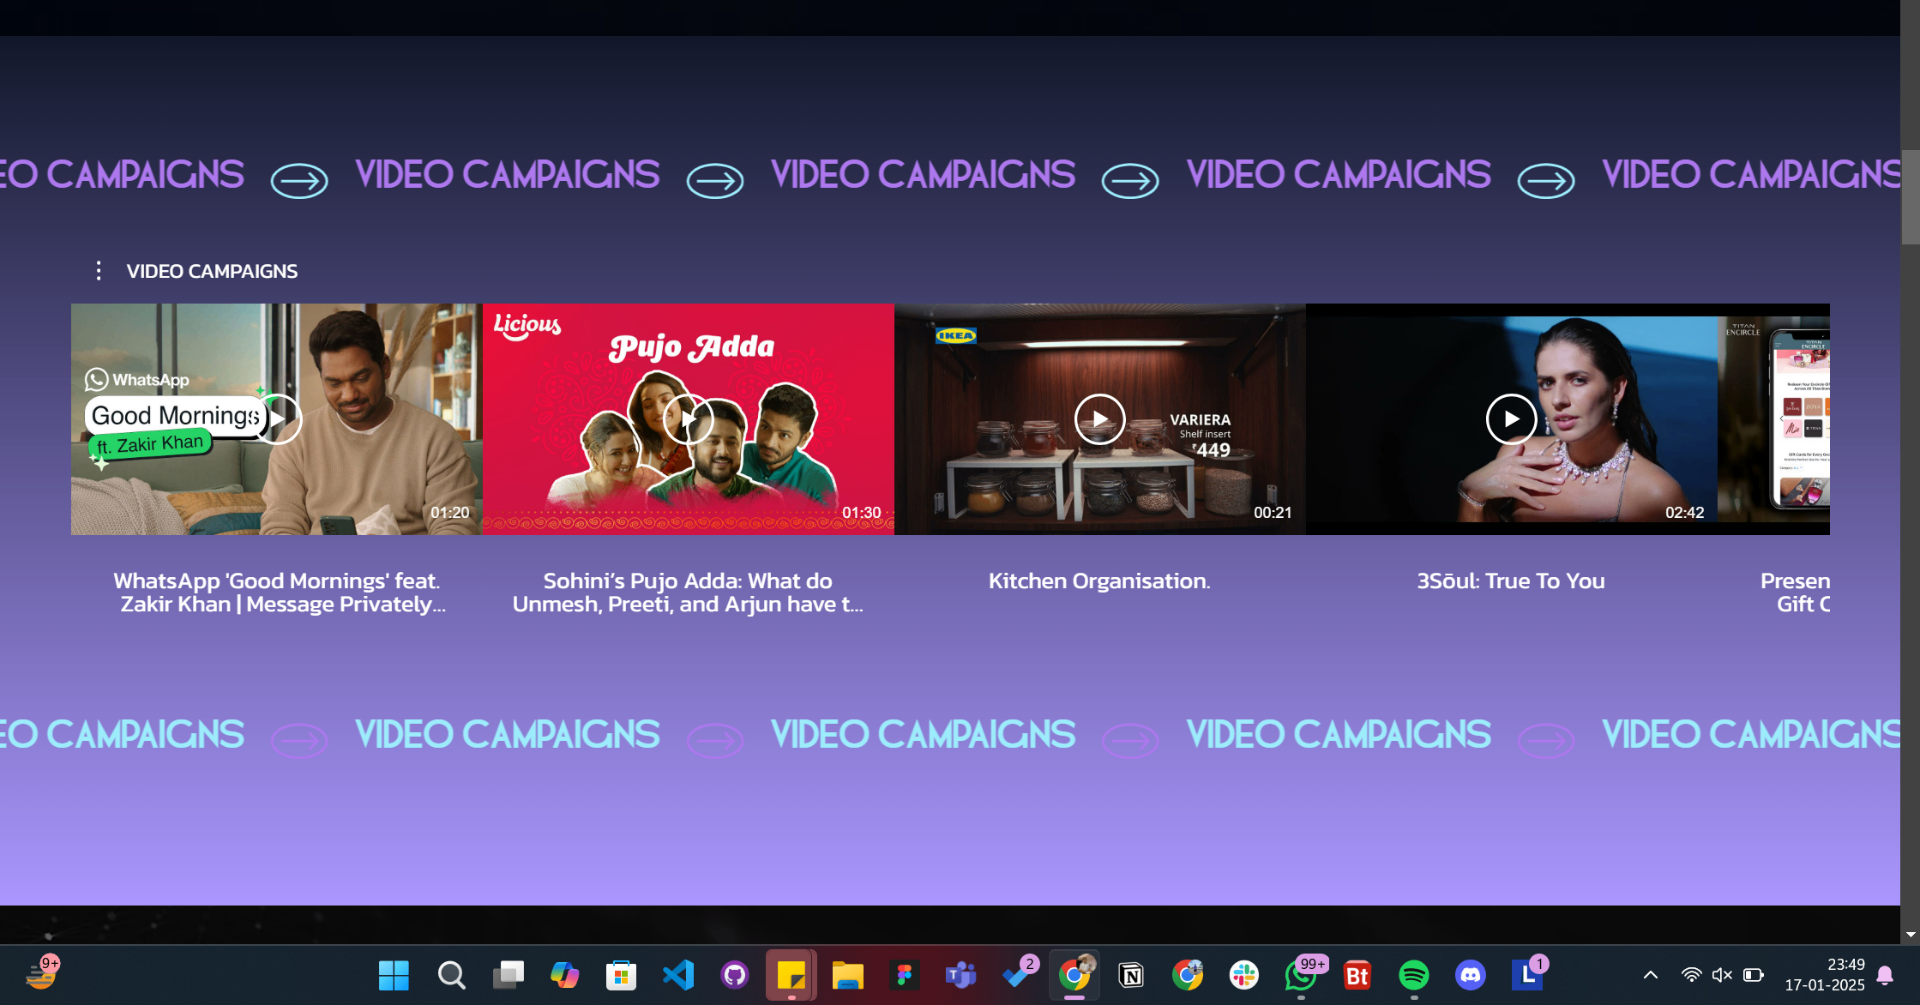 EO CAMPAIGNS VIDEO CAMPAIGNS VIDEO CAMPAIGNS VIDEO CAMPAIGNS VIDEO CAMPAIGNS
VIDEO CAMPAIGNS
WhatsApp
Good Mornings
ft. Zakir Khan
01:20
Licious
Pujo Adda
01:30
IKEA
VARIERA
Shelf insert
₹449
00:21
02:42
TITAN
ENCIRCLE
WhatsApp 'Good Mornings' feat.
Zakir Khan | Message Privately...
Sohini’s Pujo Adda: What do
Unmesh, Preeti, and Arjun have t...
Kitchen Organisation.
3Sōul: True To You
Presen
Gift C
EO CAMPAIGNS VIDEO CAMPAIGNS VIDEO CAMPAIGNS VIDEO CAMPAIGNS VIDEO CAMPAIGNS
9+
2
99+
Bt
L
1
23:49
17-01-2025